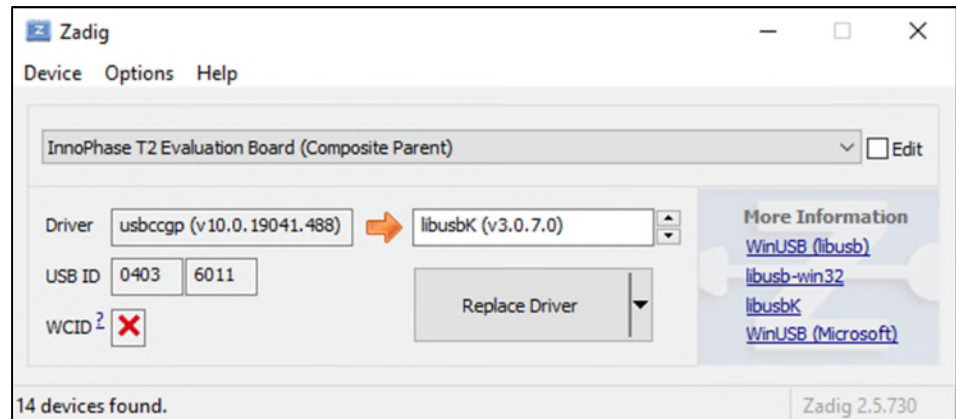 Zadig
Device Options Help
InnoPhase T2 Evaluation Board (Composite Parent)
Edit
Driver usbccgp (v10.0.19041.488) libusbK (v3.0.7.0)
USB ID 0403 6011
WCID ?
Replace Driver
More Information
WinUSB (libusb)
libusb-win32
libusbK
WinUSB (Microsoft)
14 devices found.
Zadig 2.5.730